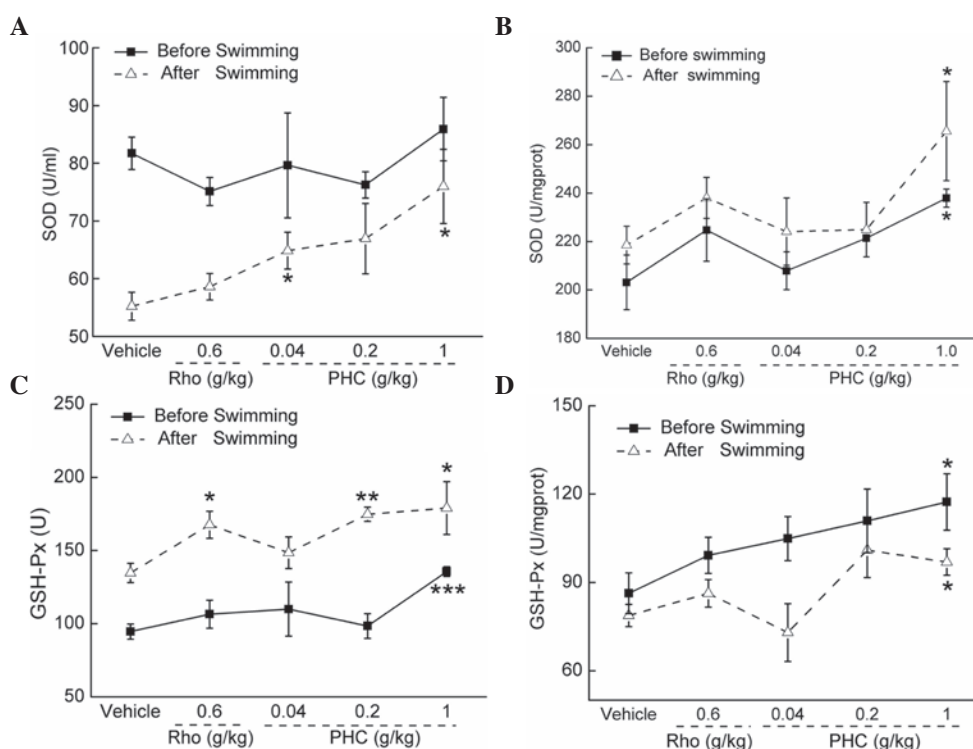 A
100
90
80
70
60
50
SOD (U/ml)
Before Swimming
After Swimming
*
*
Vehicle 0.6 0.04 0.2 1
Rho (g/kg) PHC (g/kg)
B
300
280
260
240
220
200
180
SOD (U/mgprot)
Before swimming
After swimming
*
*
Vehicle 0.6 0.04 0.2 1.0
Rho (g/kg) PHC (g/kg)
C
250
200
150
100
50
GSH-Px (U)
Before Swimming
After Swimming
* ** *
***
Vehicle 0.6 0.04 0.2 1
Rho (g/kg) PHC (g/kg)
D
150
120
90
60
GSH-Px (U/mgprot)
Before Swimming
After Swimming
*
*
Vehicle 0.6 0.04 0.2 1
Rho (g/kg) PHC (g/kg)